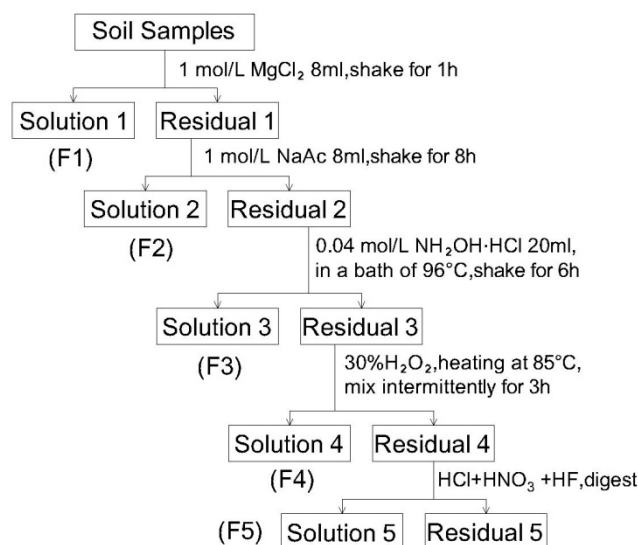 Soil Samples
1 mol/L MgCl₂ 8ml,shake for 1h
Solution 1
Residual 1
(F1)
1 mol/L NaAc 8ml,shake for 8h
Solution 2
Residual 2
(F2)
0.04 mol/L NH₂OH·HCl 20ml,
in a bath of 96°C,shake for 6h
Solution 3
Residual 3
(F3)
30%H₂O₂,heating at 85°C,
mix intermittently for 3h
Solution 4
Residual 4
(F4)
HCl+HNO₃ +HF,digest
(F5)
Solution 5
Residual 5